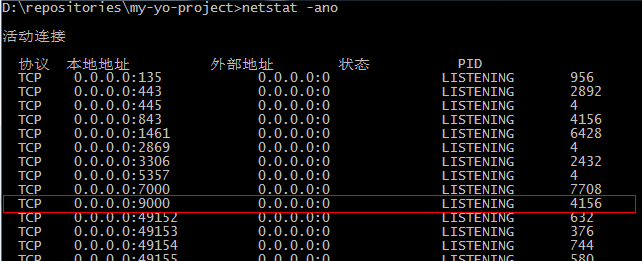 D:\repositories\my-yo-project>netstat -ano
活动连接
协议 本地地址 外部地址 状态 PID
TCP 0.0.0.0:135 0.0.0.0:0 LISTENING 956
TCP 0.0.0.0:443 0.0.0.0:0 LISTENING 2892
TCP 0.0.0.0:445 0.0.0.0:0 LISTENING 4
TCP 0.0.0.0:843 0.0.0.0:0 LISTENING 4156
TCP 0.0.0.0:1461 0.0.0.0:0 LISTENING 6428
TCP 0.0.0.0:2869 0.0.0.0:0 LISTENING 4
TCP 0.0.0.0:3306 0.0.0.0:0 LISTENING 2432
TCP 0.0.0.0:5357 0.0.0.0:0 LISTENING 4
TCP 0.0.0.0:7000 0.0.0.0:0 LISTENING 7708
TCP 0.0.0.0:9000 0.0.0.0:0 LISTENING 4156
TCP 0.0.0.0:49152 0.0.0.0:0 LISTENING 632
TCP 0.0.0.0:49153 0.0.0.0:0 LISTENING 376
TCP 0.0.0.0:49154 0.0.0.0:0 LISTENING 744
TCP 0.0.0.0:49155 0.0.0.0:0 LISTENING 580